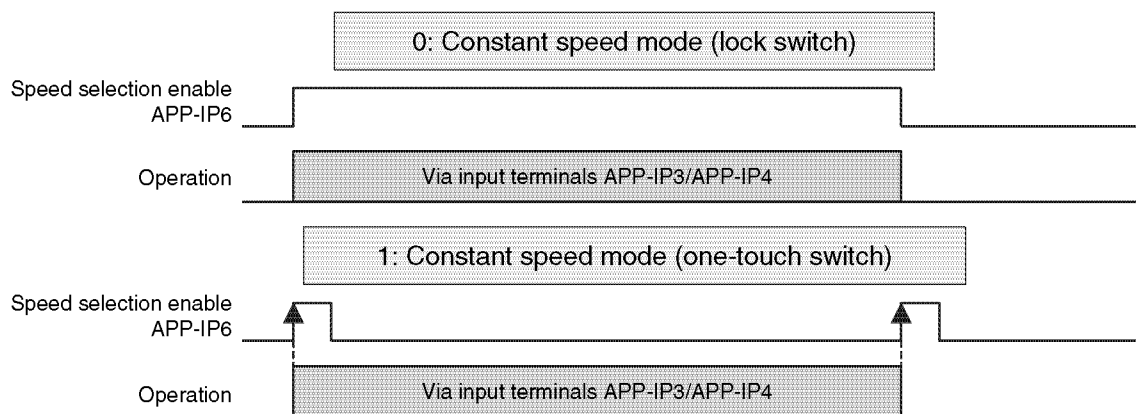 0: Constant speed mode (lock switch)
Speed selection enable
APP-IP6
Operation
Via input terminals APP-IP3/APP-IP4
1: Constant speed mode (one-touch switch)
Speed selection enable
APP-IP6
Operation
Via input terminals APP-IP3/APP-IP4